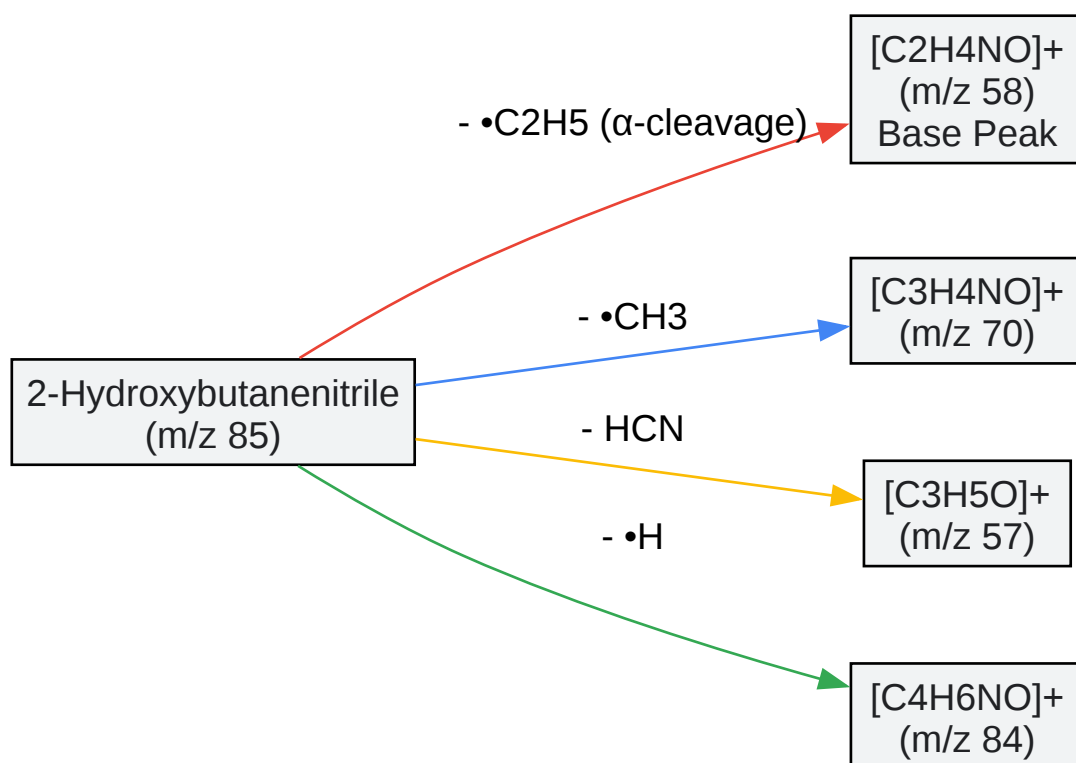 [C2H4NO]+
(m/z 58)
Base Peak
- •C2H5 (α-cleavage)
- •CH3
[C3H4NO]+
(m/z 70)
2-Hydroxybutanenitrile
(m/z 85)
- HCN
[C3H5O]+
(m/z 57)
- •H
[C4H6NO]+
(m/z 84)